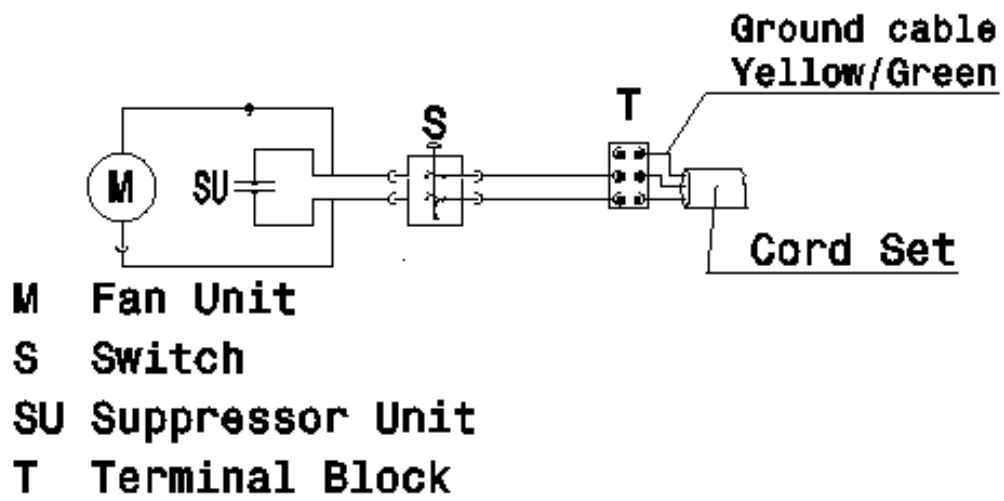 Ground cable
Yellow/Green
T
S
M
SU
Cord Set
M Fan Unit
S Switch
SU Suppressor Unit
T Terminal Block